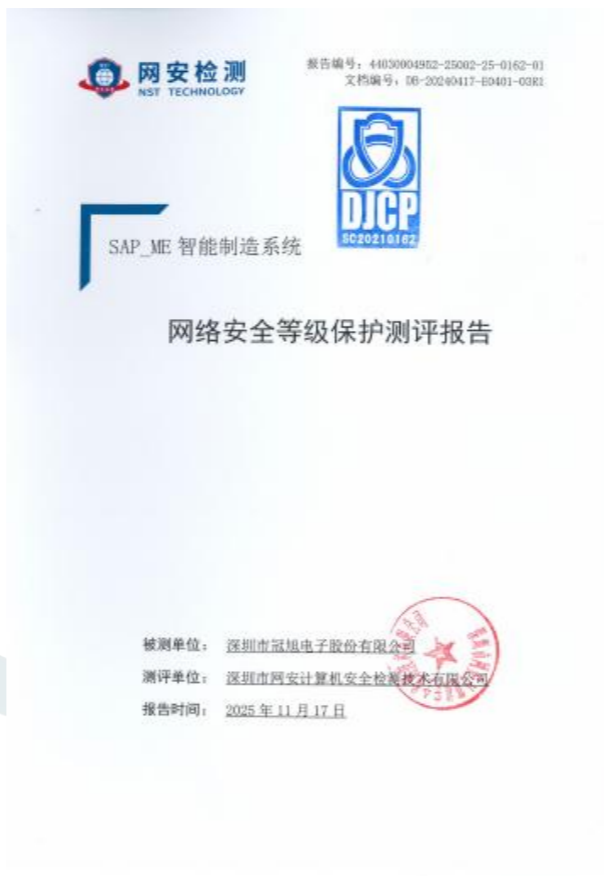 网安检测
NST TECHNOLOGY
报告编号：44030004952-25002-25-0162-01
文档编号：DB-20240417-E0401-03R1
DJCP
SC20210162
SAP_ME 智能制造系统
网络安全等级保护测评报告
被测单位：深圳市冠旭电子股份有限公司
测评单位：深圳市网安计算机安全检测技术有限公司
报告时间：2025 年 11 月 17 日